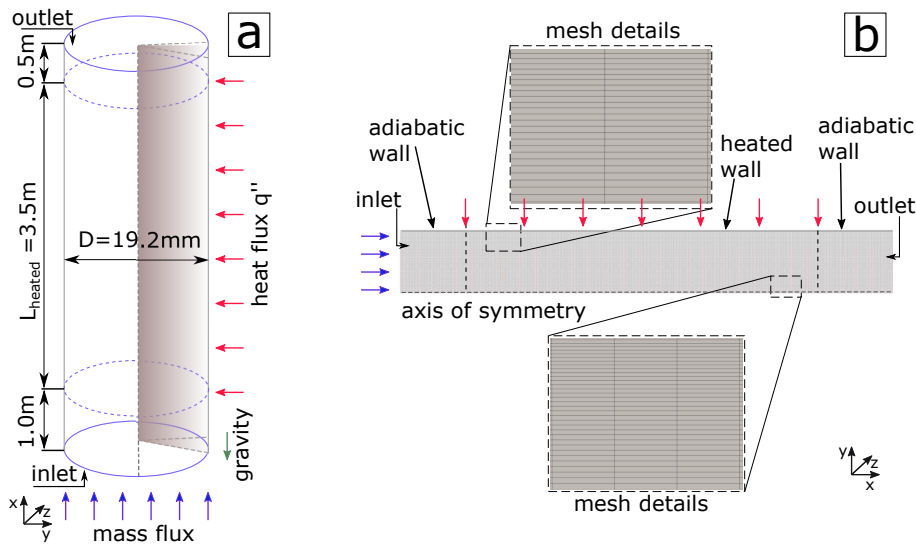 outlet
a
0.5m
L heated =3.5m
D=19.2mm
heat flux q"
1.0m
gravity
inlet
x
z
y
mass flux
mesh details
b
adiabatic
wall
heated
wall
adiabatic
wall
inlet
outlet
axis of symmetry
mesh details
y
z
x